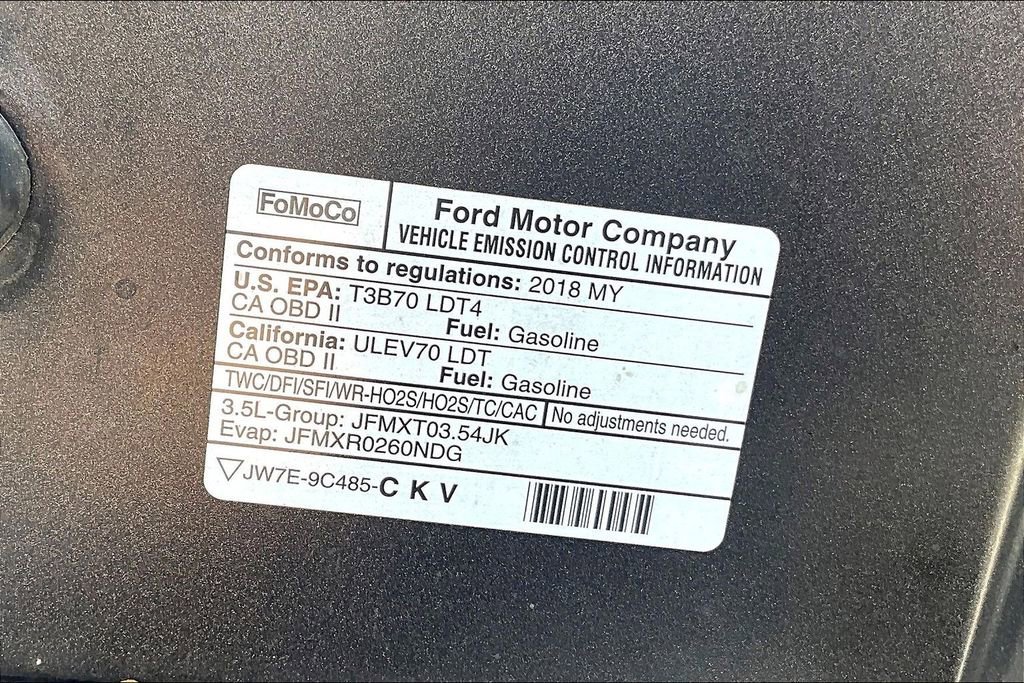 FoMoCo
Ford Motor Company
VEHICLE EMISSION CONTROL INFORMATION
Conforms to regulations: 2018 MY
U.S. EPA: T3B70 LDT4
CA OBD II Fuel: Gasoline
California: ULEV70 LDT
CA OBD II Fuel: Gasoline
TWC/DFI/SFI/WR-HO2S/HO2S/TC/CAC No adjustments needed.
3.5L-Group: JFMXT03.54JK
Evap: JFMXR0260NDG
JW7E-9C485-C K V